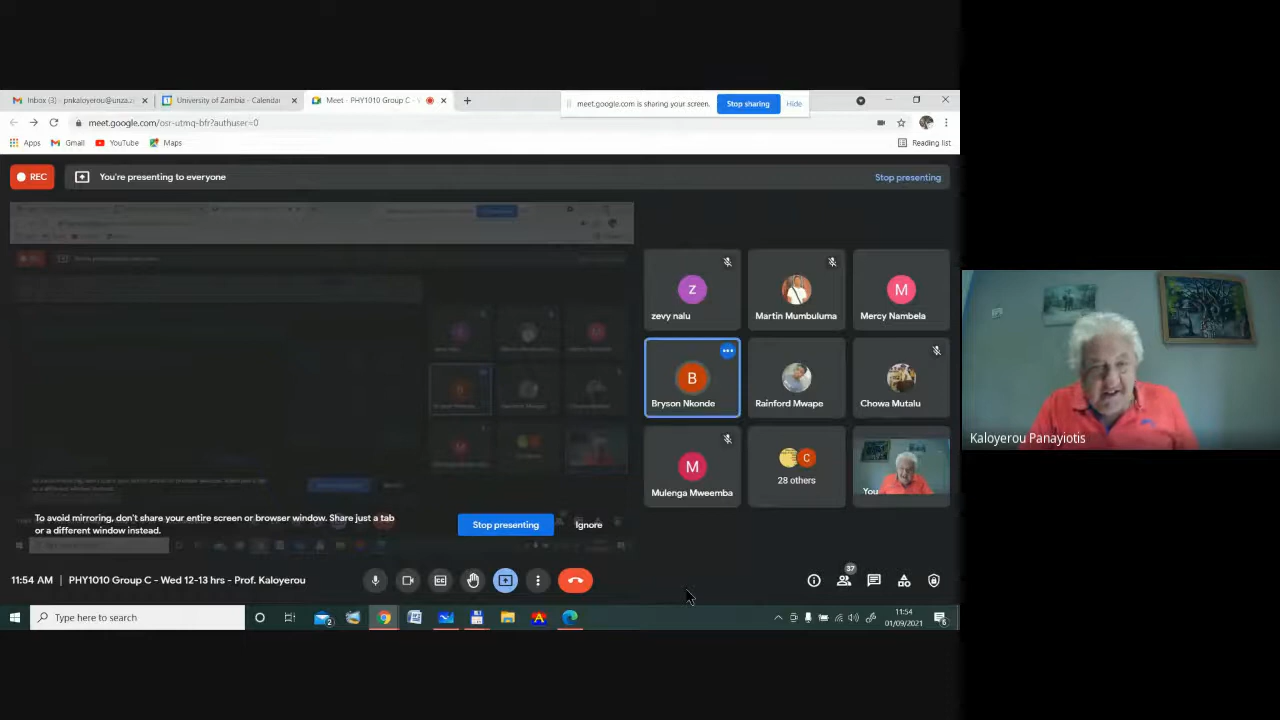 Inbox (3) - pnkaloyerou@unza.z
University of Zambia - Calenda
Meet - PHY1010 Group C - W
meet.google.com is sharing your screen.
Stop sharing
Hide
meet.google.com/osr-utmq-bfr?authuser=0
Apps
Gmail
YouTube
Maps
Reading list
REC
You're presenting to everyone
Stop presenting
zevy nalu
Martin Mumbuluma
Mercy Nambela
Bryson Nkonde
Rainford Mwape
Chowa Mutalu
Mulenga Mweemba
28 others
You
Kaloyerou Panayiotis
To avoid mirroring, don't share your entire screen or browser window. Share just a tab
or a different window instead.
Stop presenting
Ignore
11:54 AM | PHY1010 Group C - Wed 12-13 hrs - Prof. Kaloyerou
37
Type here to search
11:54
01/09/2021